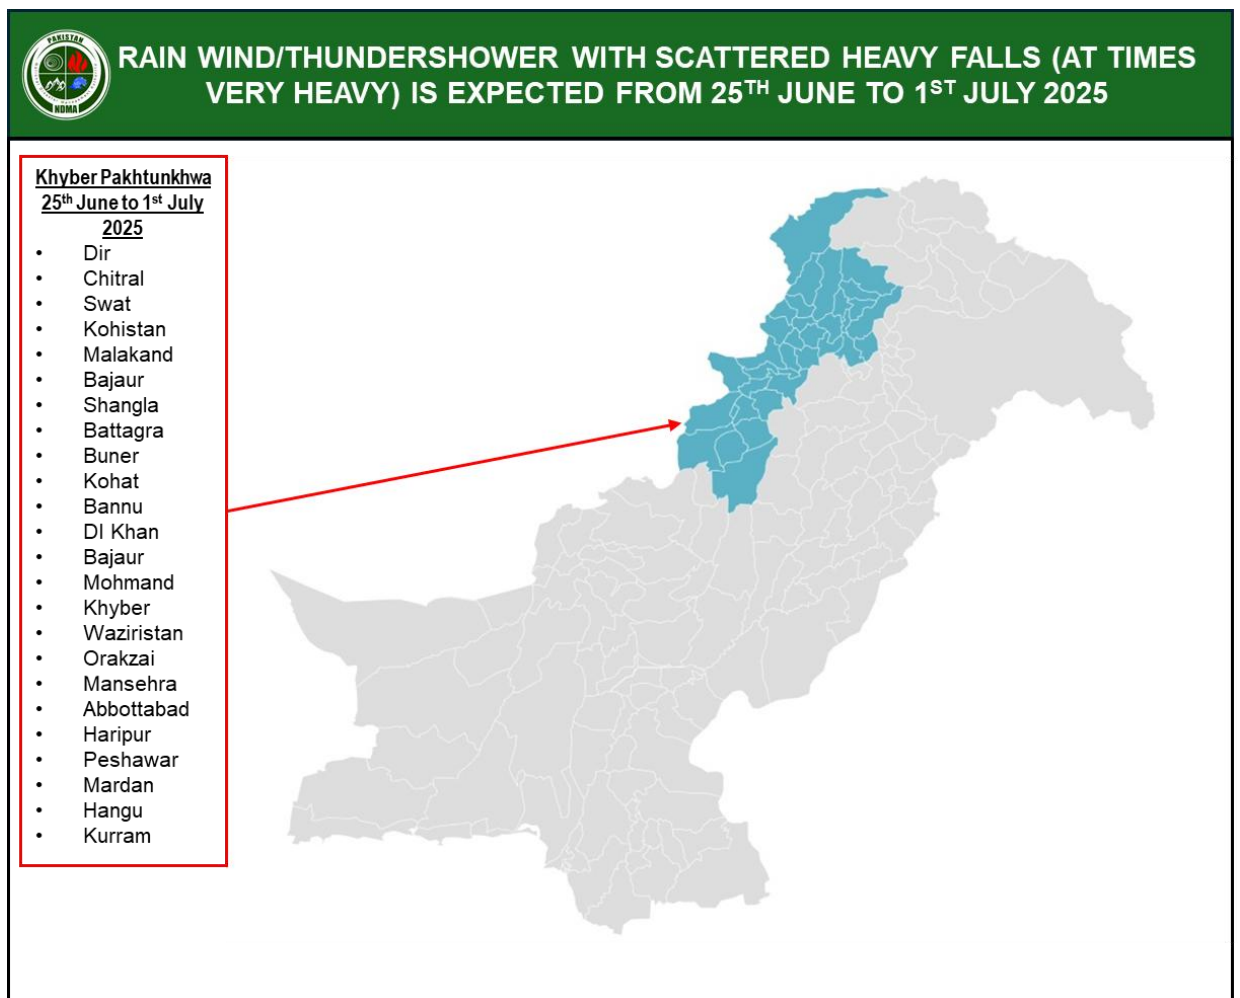 PAKISTAN
NDMA
RAIN WIND/THUNDERSHOWER WITH SCATTERED HEAVY FALLS (AT TIMES
VERY HEAVY) IS EXPECTED FROM 25TH JUNE TO 1ST JULY 2025
Khyber Pakhtunkhwa
25th June to 1st July
2025
• Dir
• Chitral
• Swat
• Kohistan
• Malakand
• Bajaur
• Shangla
• Battagra
• Buner
• Kohat
• Bannu
• DI Khan
• Bajaur
• Mohmand
• Khyber
• Waziristan
• Orakzai
• Mansehra
• Abbottabad
• Haripur
• Peshawar
• Mardan
• Hangu
• Kurram